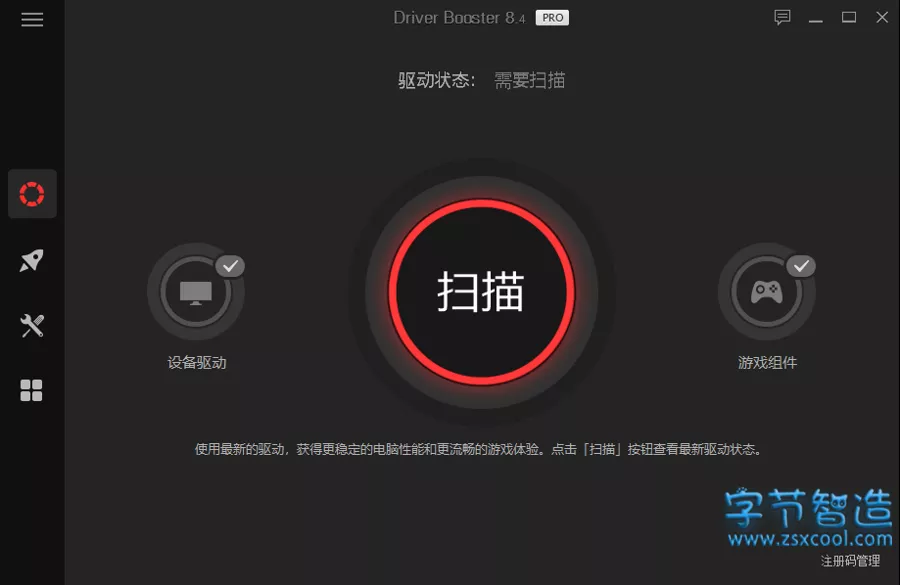 Driver Booster 8.4 PRO
驱动状态: 需要扫描
扫描
设备驱动
游戏组件
使用最新的驱动，获得更稳定的电脑性能和更流畅的游戏体验。点击「扫描」按钮查看最新驱动状态。
字节智造
www.zsxcool.com
注册码管理